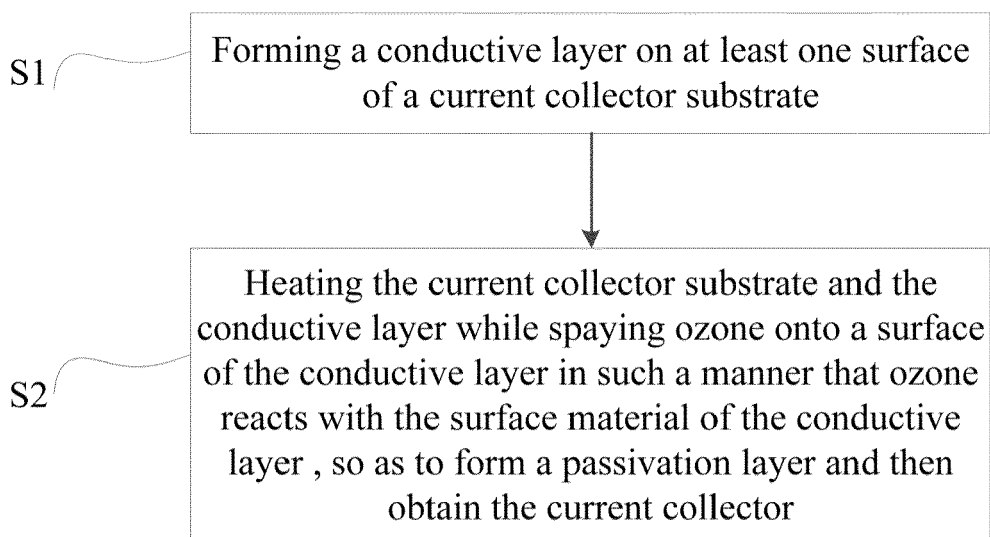 S1
Forming a conductive layer on at least one surface
of a current collector substrate
S2
Heating the current collector substrate and the
conductive layer while spaying ozone onto a surface
of the conductive layer in such a manner that ozone
reacts with the surface material of the conductive
layer , so as to form a passivation layer and then
obtain the current collector